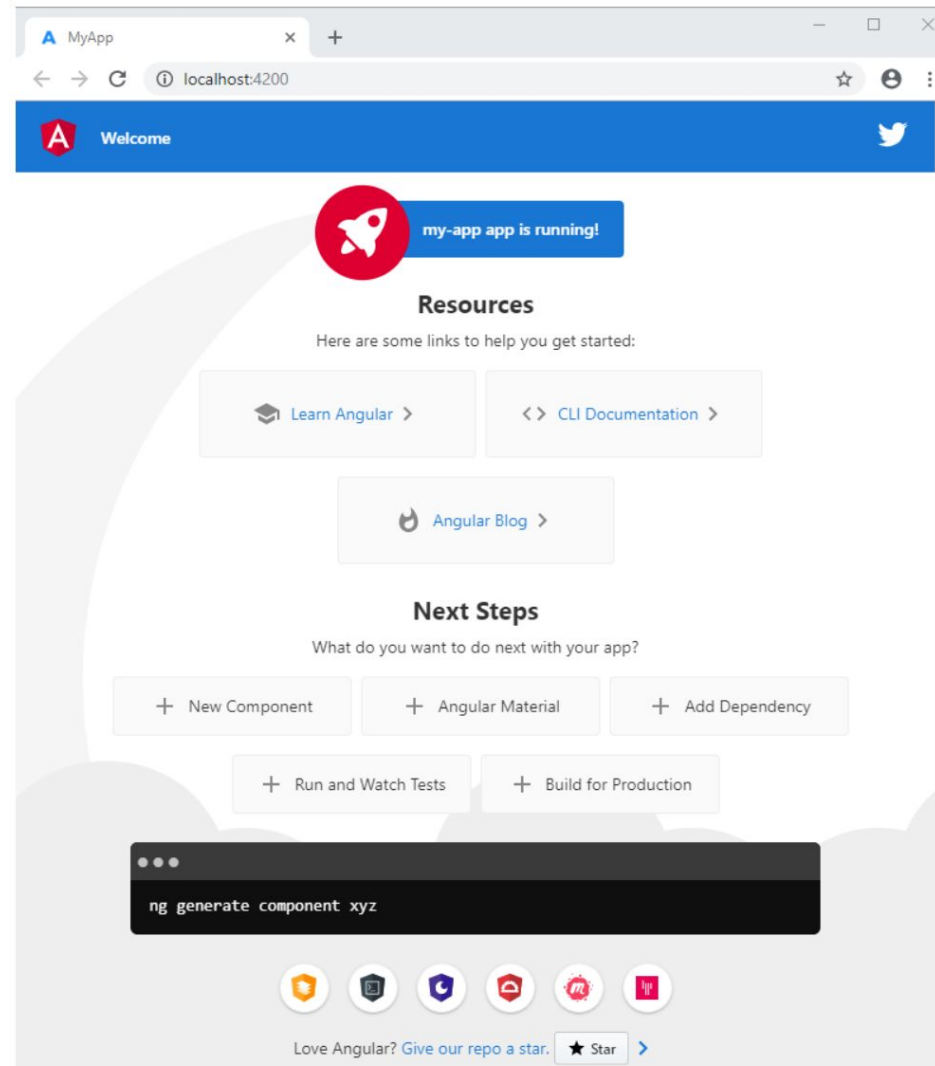 MyApp
localhost:4200
Welcome
my-app app is running!
Resources
Here are some links to help you get started:
Learn Angular
CLI Documentation
Angular Blog
Next Steps
What do you want to do next with your app?
New Component
Angular Material
Add Dependency
Run and Watch Tests
Build for Production
ng generate component xyz
Love Angular? Give our repo a star. Star